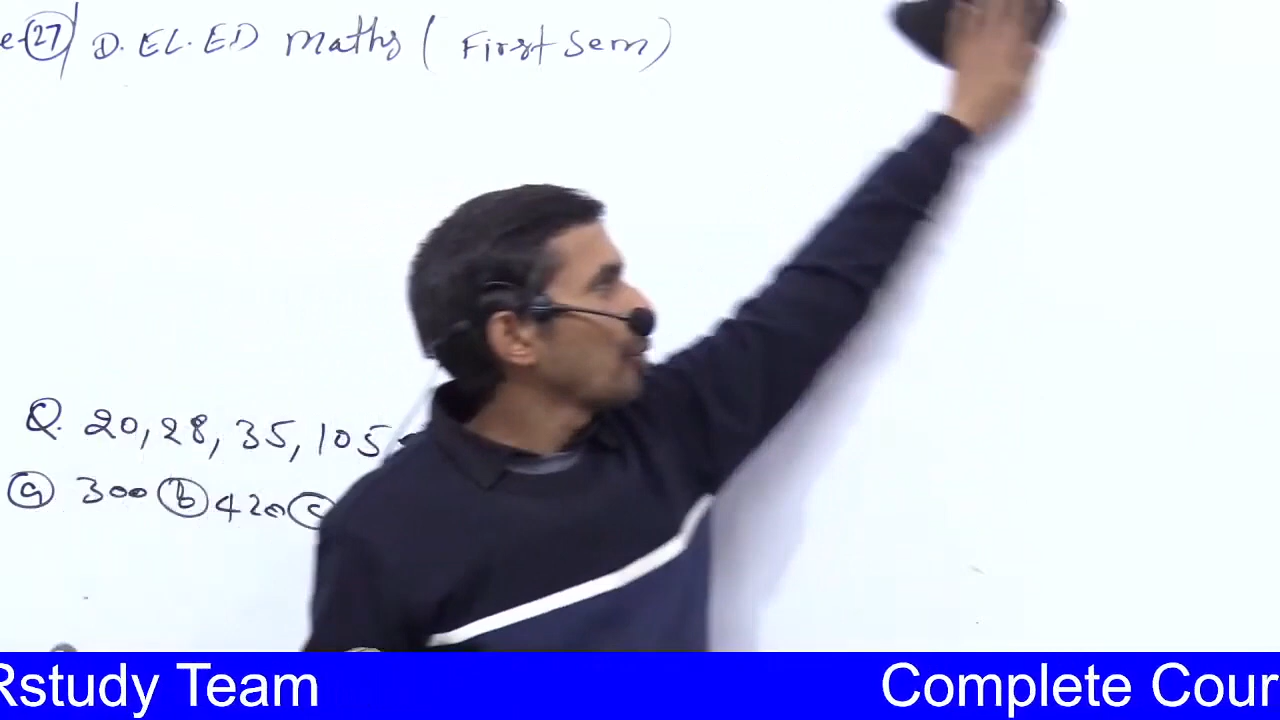 e-27 D.EL.ED Maths ( First Sem)
Q. 20, 28, 35, 105
a 300 b 420 c
Rstudy Team Complete Cour